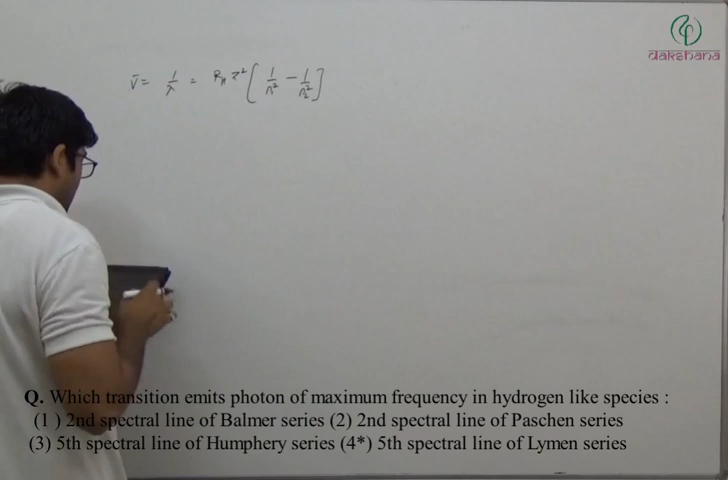 dakshana
ν̄ = 1/λ = R_H z² [ 1/n₁² − 1/n₂² ]
Q. Which transition emits photon of maximum frequency in hydrogen like species :
(1 ) 2nd spectral line of Balmer series (2) 2nd spectral line of Paschen series
(3) 5th spectral line of Humphery series (4*) 5th spectral line of Lymen series